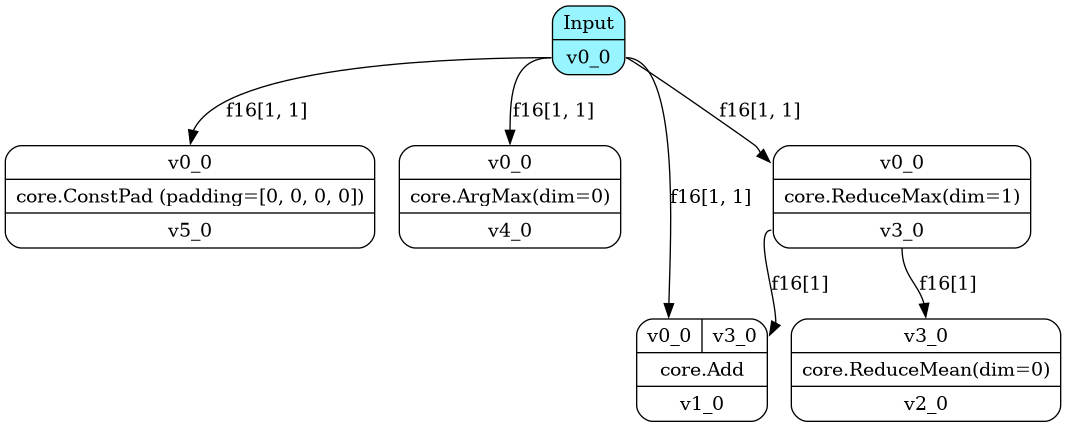 Input
v0_0
f16[1, 1]
f16[1, 1]
f16[1, 1]
v0_0
core.ConstPad (padding=[0, 0, 0, 0])
v5_0
v0_0
core.ArgMax(dim=0)
v4_0
f16[1, 1]
v0_0
core.ReduceMax(dim=1)
v3_0
f16[1]
f16[1]
v0_0 v3_0
core.Add
v1_0
v3_0
core.ReduceMean(dim=0)
v2_0